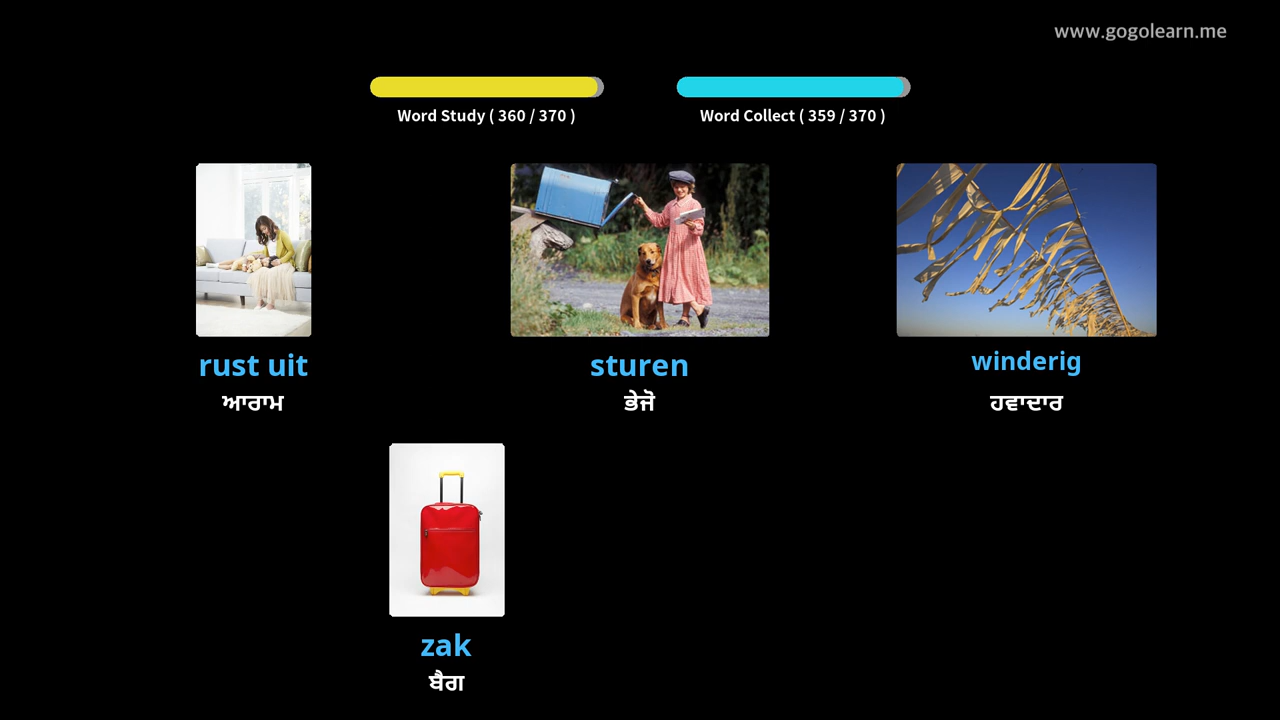 www.gogolearn.me
Word Study ( 360 / 370 )
Word Collect ( 359 / 370 )
rust uit
ਆਰਾਮ
sturen
ਭੇਜੋ
winderig
ਹਵਾਦਾਰ
zak
ਬੈਗ